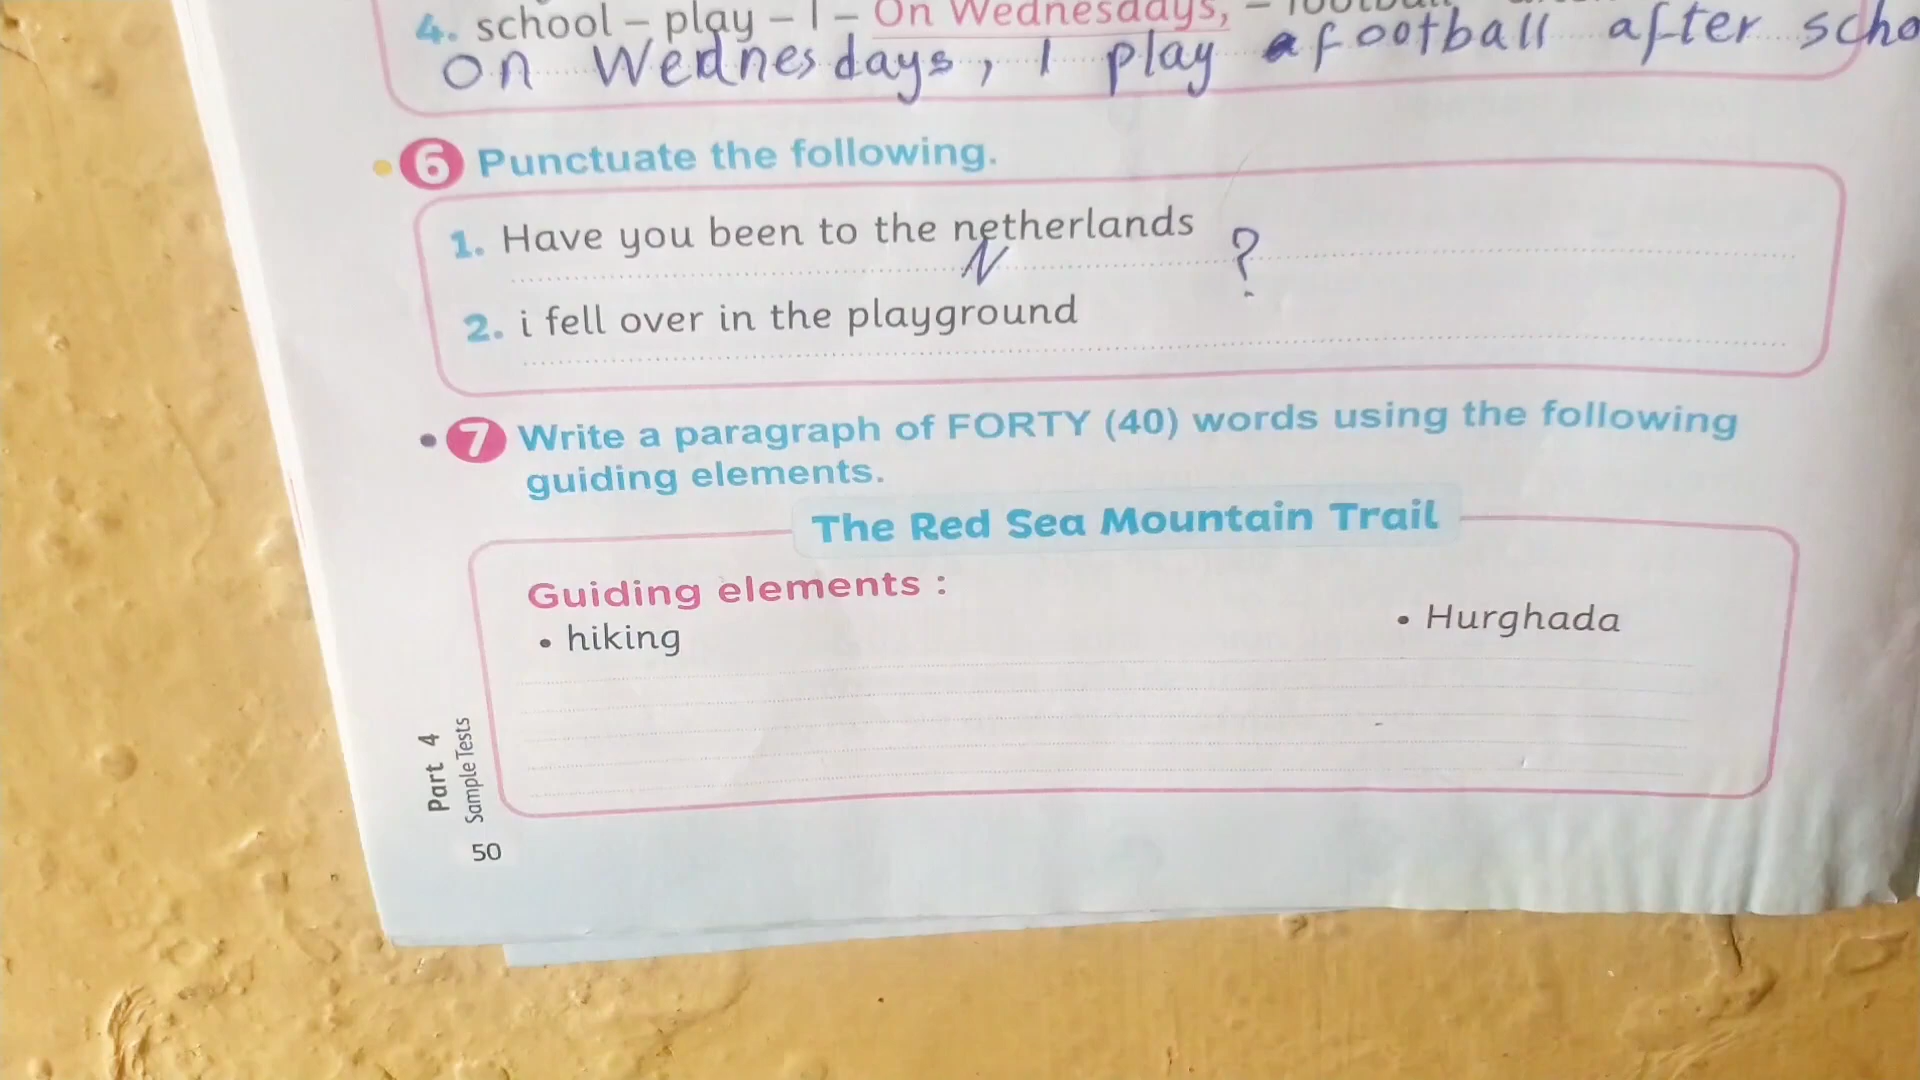 4. school – play – I – On Wednesdays, –
on Wednesdays, I play football after scho
6 Punctuate the following.
1. Have you been to the netherlands
N ?
2. i fell over in the playground
7 Write a paragraph of FORTY (40) words using the following
guiding elements.
The Red Sea Mountain Trail
Guiding elements :
• hiking
• Hurghada
Part 4
Sample Tests
50